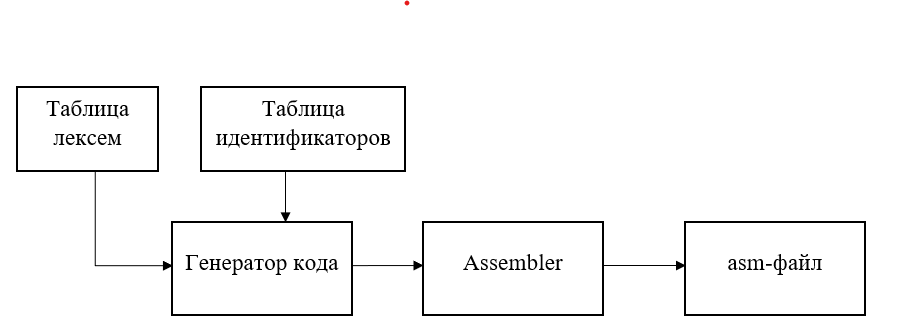 Таблица
лексем
Таблица
идентификаторов
Генератор кода
Assembler
asm-файл